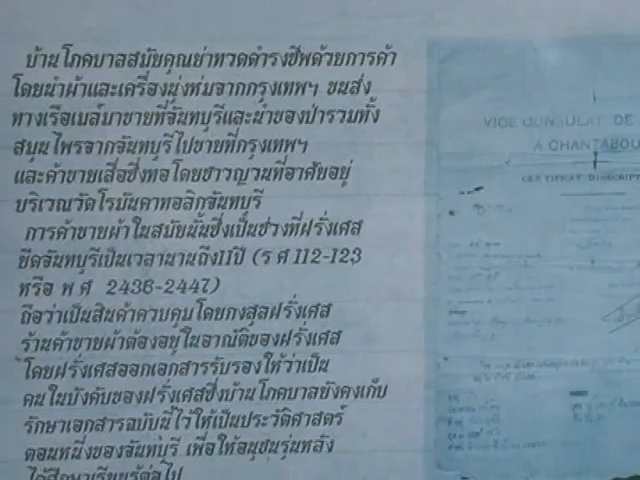 บ้านโภคบาลสมัยคุณย่าทวดดำรงชีพด้วยการค้า
โดยนำผ้าและเครื่องนุ่งห่มจากกรุงเทพฯ ขนส่ง
ทางเรือเมล์มาขายที่จันทบุรีและนำของป่ารวมทั้ง
สมุนไพรจากจันทบุรีไปขายที่กรุงเทพฯ
และค้าขายเสื่อซึ่งทอโดยชาวญวนที่อาศัยอยู่
บริเวณวัดโรมันคาทอลิกจันทบุรี
การค้าขายผ้าในสมัยนั้นซึ่งเป็นช่วงที่ฝรั่งเศส
ยึดจันทบุรีเป็นเวลานานถึง11ปี (ร ศ 112-123
หรือ พ ศ 2436-2447)
ถือว่าเป็นสินค้าควบคุมโดยกงสุลฝรั่งเศส
ร้านค้าขายผ้าต้องอยู่ในอาณัติของฝรั่งเศส
โดยฝรั่งเศสออกเอกสารรับรองให้ว่าเป็น
คนในบังคับของฝรั่งเศสซึ่งบ้านโภคบาลยังคงเก็บ
รักษาเอกสารฉบับนี้ไว้ให้เป็นประวัติศาสตร์
ตอนหนึ่งของจันทบุรี เพื่อให้อนุชนรุ่นหลัง
ได้ศึกษาเรียนรู้ต่อไป
VICE CONSULAT DE
A CHANTABOU
CERTIFICAT D'INSCRIPT